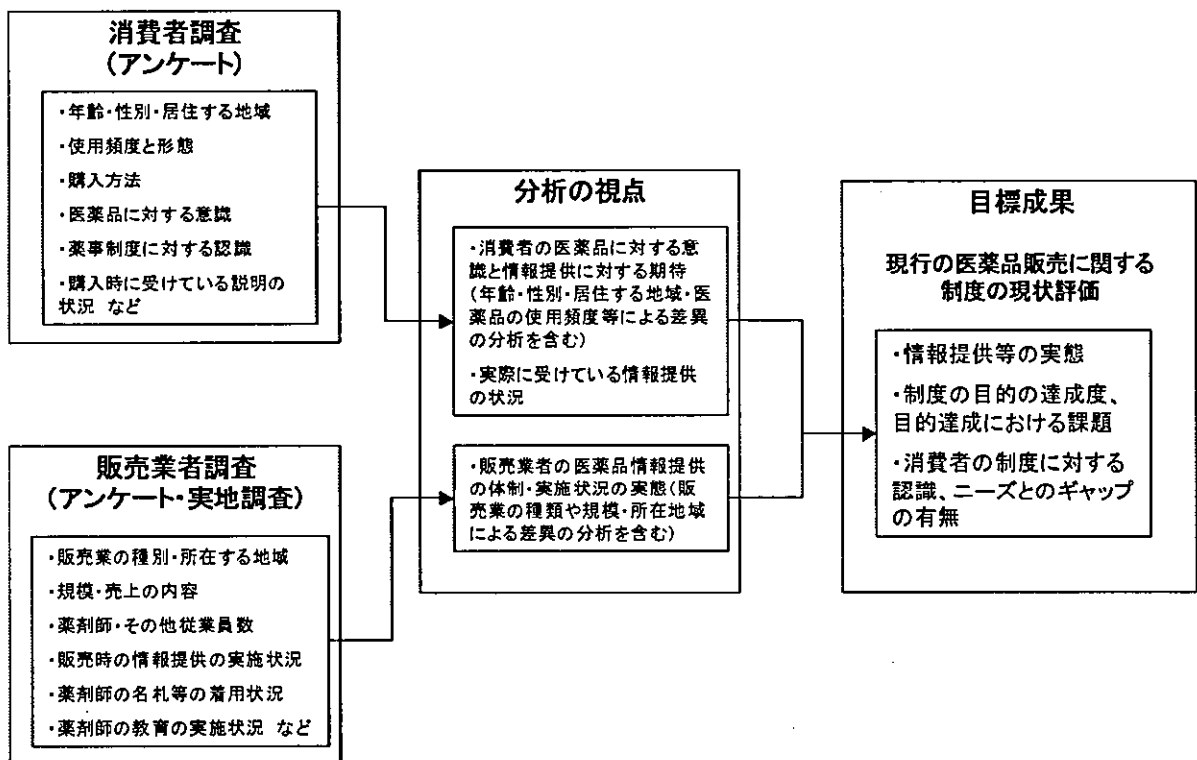 消費者調査
(アンケート)
・年齢・性別・居住する地域
・使用頻度と形態
・購入方法
・医薬品に対する意識
・薬事制度に対する認識
・購入時に受けている説明の
状況 など
販売業者調査
(アンケート・実地調査)
・販売業の種別・所在する地域
・規模・売上の内容
・薬剤師・その他従業員数
・販売時の情報提供の実施状況
・薬剤師の名札等の着用状況
・薬剤師の教育の実施状況 など
分析の視点
・消費者の医薬品に対する意
識と情報提供に対する期待
(年齢・性別・居住する地域・医
薬品の使用頻度等による差異
の分析を含む)
・実際に受けている情報提供
の状況
・販売業者の医薬品情報提供
の体制・実施状況の実態(販
売業の種類や規模・所在地域
による差異の分析を含む)
目標成果
現行の医薬品販売に関する
制度の現状評価
・情報提供等の実態
・制度の目的の達成度、
目的達成における課題
・消費者の制度に対する
認識、ニーズとのギャップ
の有無